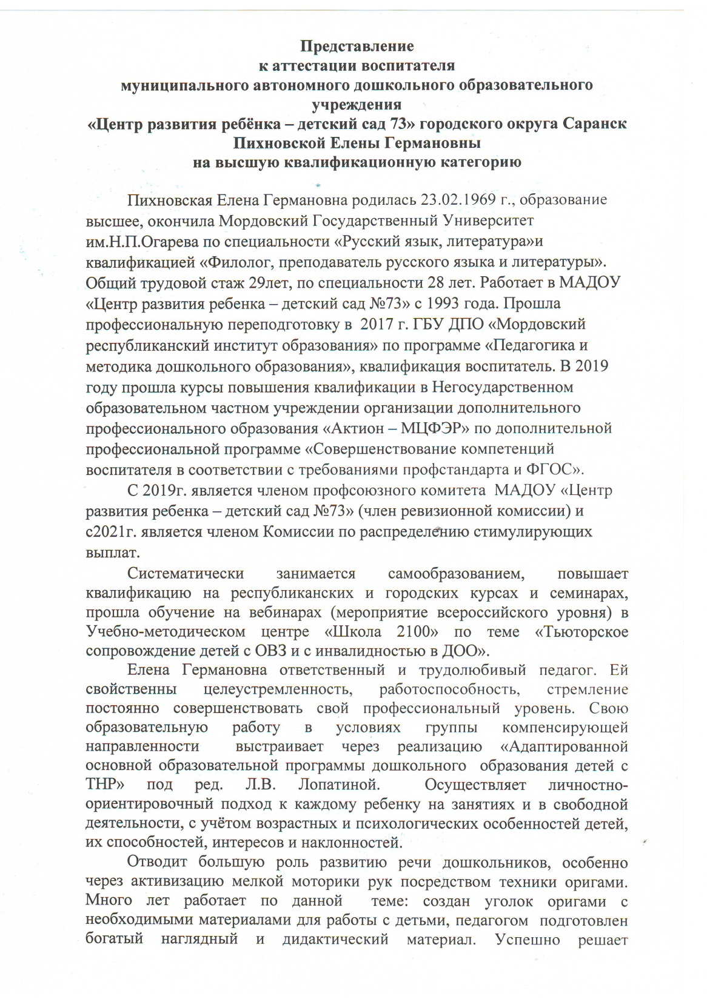 Представление
к аттестации воспитателя
муниципального автономного дошкольного образовательного
учреждения
«Центр развития ребёнка – детский сад 73» городского округа Саранск
Пихновской Елены Германовны
на высшую квалификационную категорию
Пихновская Елена Германовна родилась 23.02.1969 г., образование
высшее, окончила Мордовский Государственный Университет
им.Н.П.Огарева по специальности «Русский язык, литература»и
квалификацией «Филолог, преподаватель русского языка и литературы».
Общий трудовой стаж 29лет, по специальности 28 лет. Работает в МАДОУ
«Центр развития ребенка – детский сад №73» с 1993 года. Прошла
профессиональную переподготовку в  2017 г. ГБУ ДПО «Мордовский
республиканский институт образования» по программе «Педагогика и
методика дошкольного образования», квалификация воспитатель. В 2019
году прошла курсы повышения квалификации в Негосударственном
образовательном частном учреждении организации дополнительного
профессионального образования «Актион – МЦФЭР» по дополнительной
профессиональной программе «Совершенствование компетенций
воспитателя в соответствии с требованиями профстандарта и ФГОС».
С 2019г. является членом профсоюзного комитета  МАДОУ «Центр
развития ребенка – детский сад №73» (член ревизионной комиссии) и
с2021г. является членом Комиссии по распределению стимулирующих
выплат.
Систематически занимается самообразованием, повышает
квалификацию на республиканских и городских курсах и семинарах,
прошла обучение на вебинарах (мероприятие всероссийского уровня) в
Учебно-методическом центре «Школа 2100» по теме «Тьюторское
сопровождение детей с ОВЗ и с инвалидностью в ДОО».
Елена Германовна ответственный и трудолюбивый педагог. Ей
свойственны целеустремленность, работоспособность, стремление
постоянно совершенствовать свой профессиональный уровень. Свою
образовательную работу в условиях группы компенсирующей
направленности  выстраивает через реализацию «Адаптированной
основной образовательной программы дошкольного  образования детей с
ТНР» под ред. Л.В. Лопатиной.  Осуществляет личностно-
ориентировочный подход к каждому ребенку на занятиях и в свободной
деятельности, с учётом возрастных и психологических особенностей детей,
их способностей, интересов и наклонностей.
Отводит большую роль развитию речи дошкольников, особенно
через активизацию мелкой моторики рук посредством техники оригами.
Много лет работает по данной  теме: создан уголок оригами с
необходимыми материалами для работы с детьми, педагогом  подготовлен
богатый наглядный и дидактический материал. Успешно решает